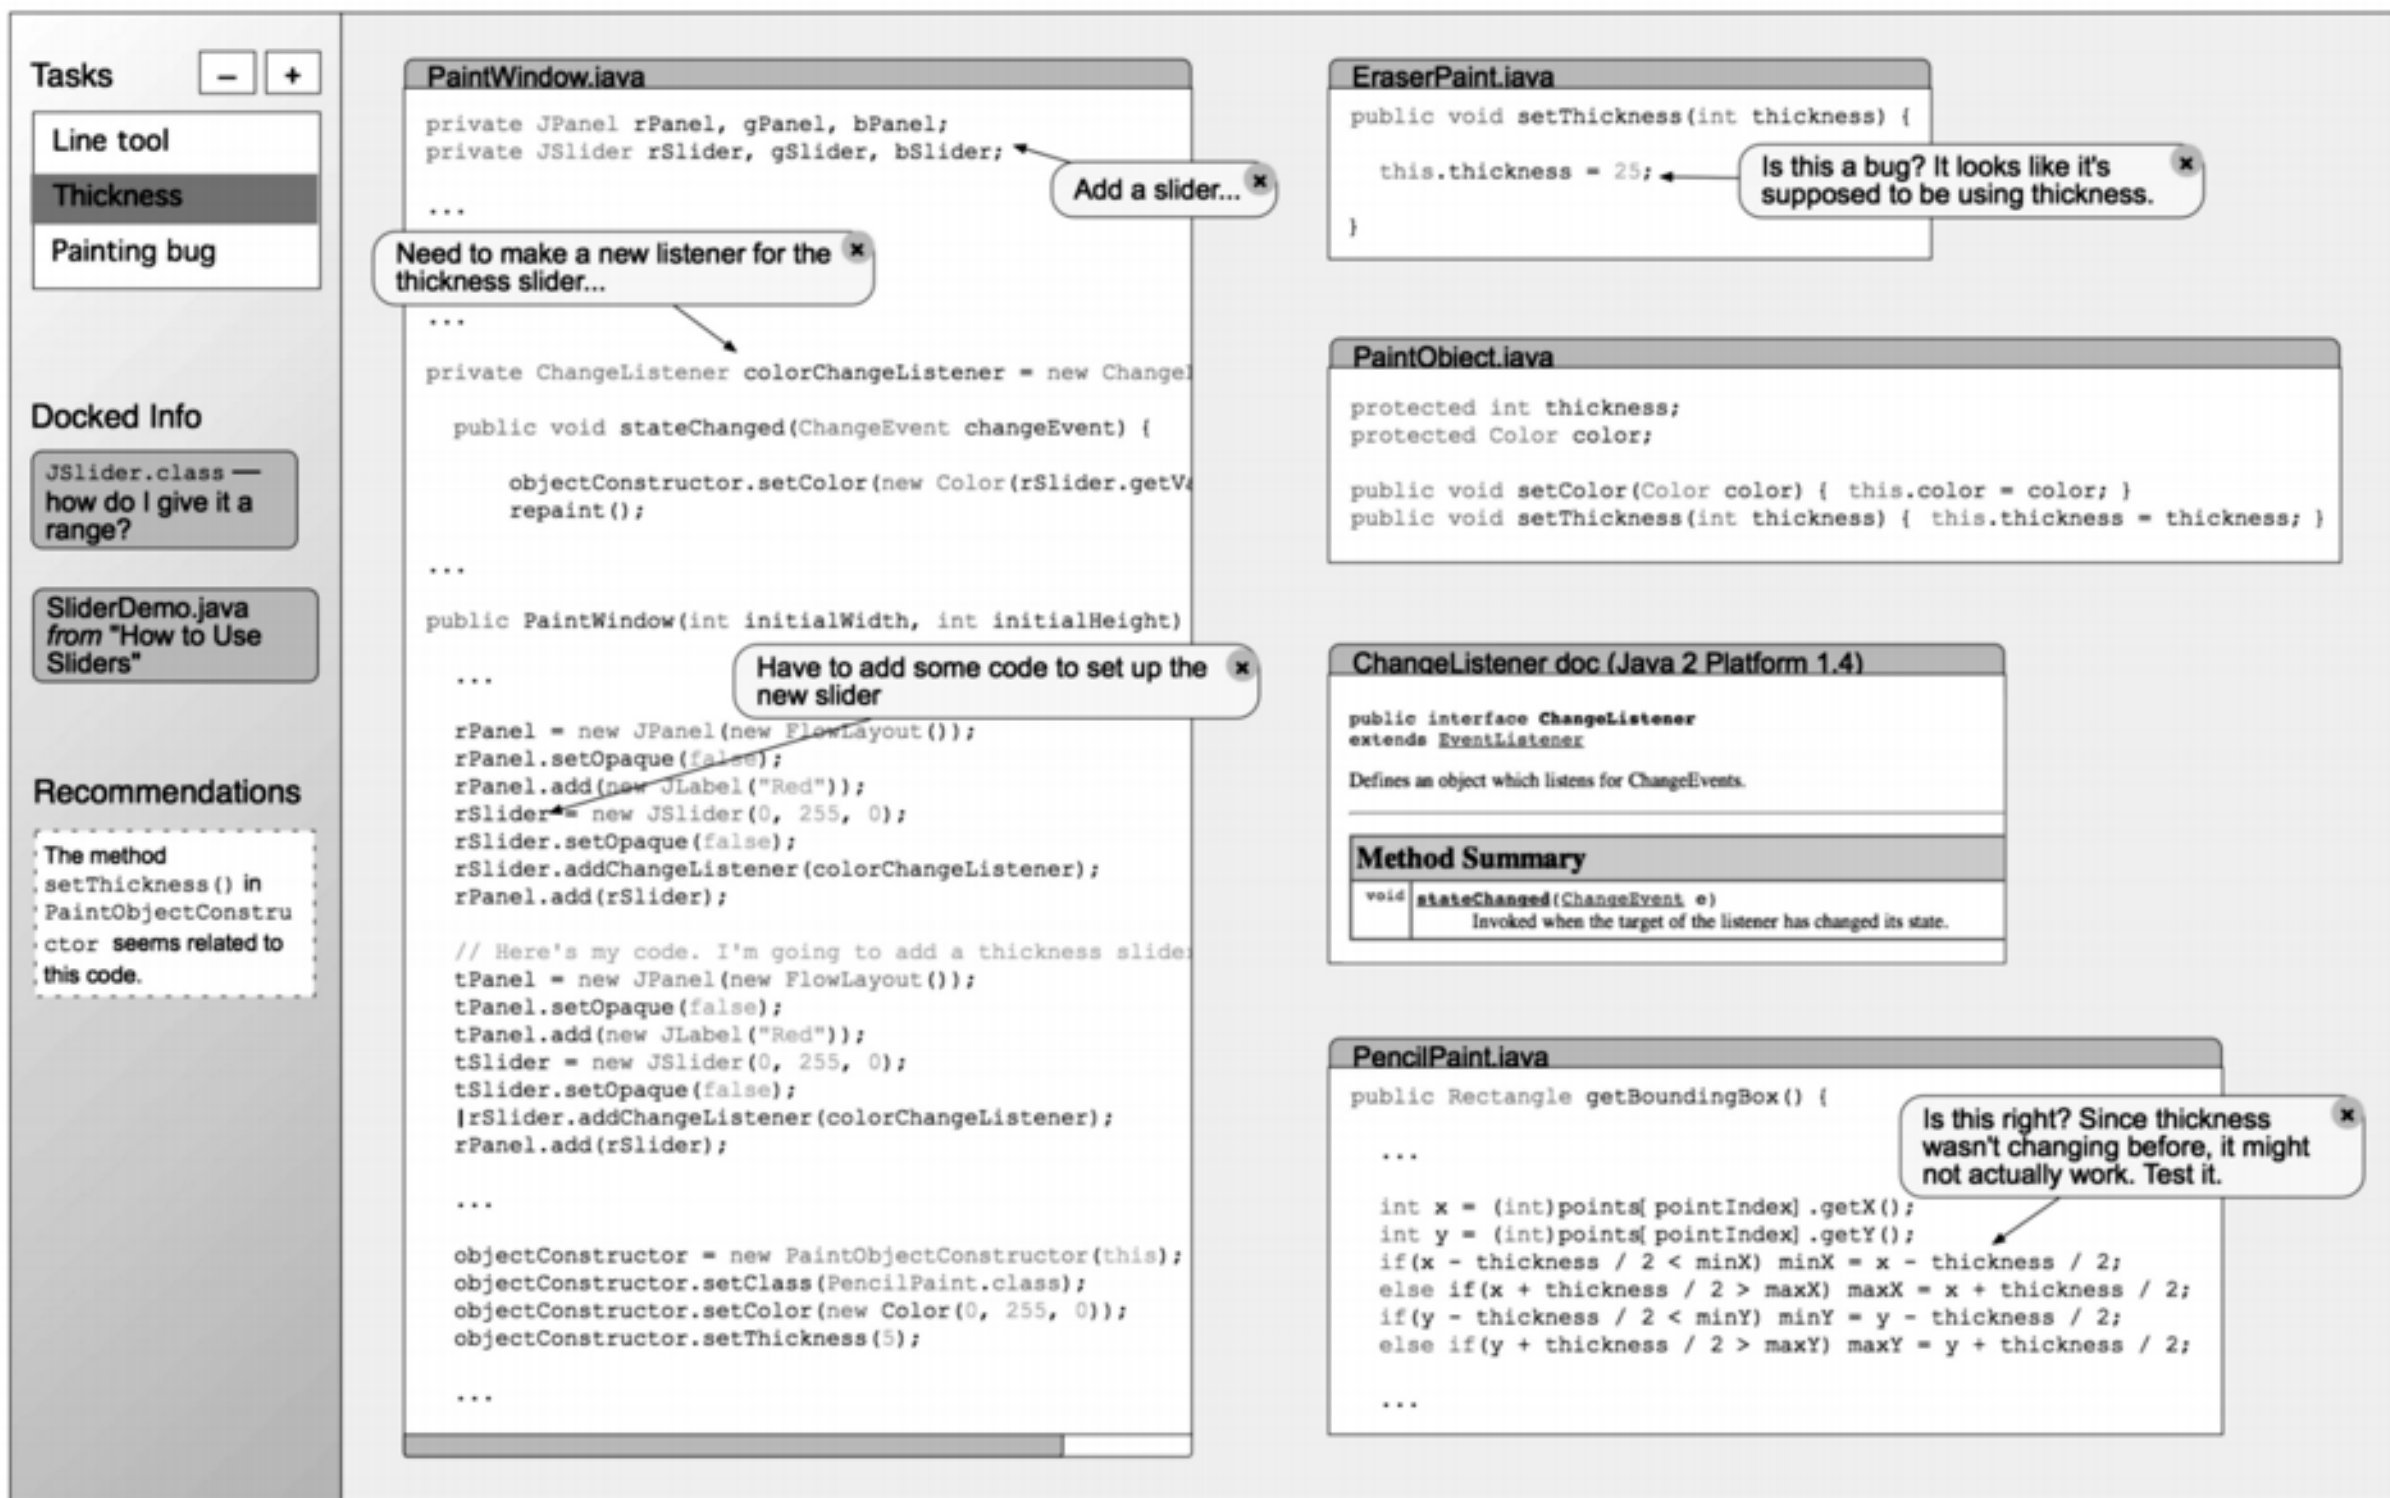 Tasks
–
+
Line tool
Thickness
Painting bug
Docked Info
JSlider.class —
how do I give it a
range?
SliderDemo.java
from "How to Use
Sliders"
Recommendations
The method
setThickness() in
PaintObjectConstru
ctor seems related to
this code.
PaintWindow.java
private JPanel rPanel, gPanel, bPanel;
private JSlider rSlider, gSlider, bSlider;
Add a slider...
...
Need to make a new listener for the
thickness slider...
...
private ChangeListener colorChangeListener = new Change
public void stateChanged(ChangeEvent changeEvent) {
objectConstructor.setColor(new Color(rSlider.getVa
repaint();
...
public PaintWindow(int initialWidth, int initialHeight)
Have to add some code to set up the
new slider
...
rPanel = new JPanel(new FlowLayout());
rPanel.setOpaque(false);
rPanel.add(new JLabel("Red"));
rSlider = new JSlider(0, 255, 0);
rSlider.setOpaque(false);
rSlider.addChangeListener(colorChangeListener);
rPanel.add(rSlider);
// Here's my code. I'm going to add a thickness slide
tPanel = new JPanel(new FlowLayout());
tPanel.setOpaque(false);
tPanel.add(new JLabel("Red"));
tSlider = new JSlider(0, 255, 0);
tSlider.setOpaque(false);
|rSlider.addChangeListener(colorChangeListener);
rPanel.add(rSlider);
...
objectConstructor = new PaintObjectConstructor(this);
objectConstructor.setClass(PencilPaint.class);
objectConstructor.setColor(new Color(0, 255, 0));
objectConstructor.setThickness(5);
...
EraserPaint.java
public void setThickness(int thickness) {
this.thickness = 25;
}
Is this a bug? It looks like it's
supposed to be using thickness.
PaintObject.java
protected int thickness;
protected Color color;
public void setColor(Color color) { this.color = color; }
public void setThickness(int thickness) { this.thickness = thickness; }
ChangeListener doc (Java 2 Platform 1.4)
public interface ChangeListener
extends EventListener
Defines an object which listens for ChangeEvents.
Method Summary
void stateChanged(ChangeEvent e)
Invoked when the target of the listener has changed its state.
PencilPaint.java
public Rectangle getBoundingBox() {
Is this right? Since thickness
wasn't changing before, it might
not actually work. Test it.
...
int x = (int)points[pointIndex].getX();
int y = (int)points[pointIndex].getY();
if(x - thickness / 2 < minX) minX = x - thickness / 2;
else if(x + thickness / 2 > maxX) maxX = x + thickness / 2;
if(y - thickness / 2 < minY) minY = y - thickness / 2;
else if(y + thickness / 2 > maxY) maxY = y + thickness / 2;
...